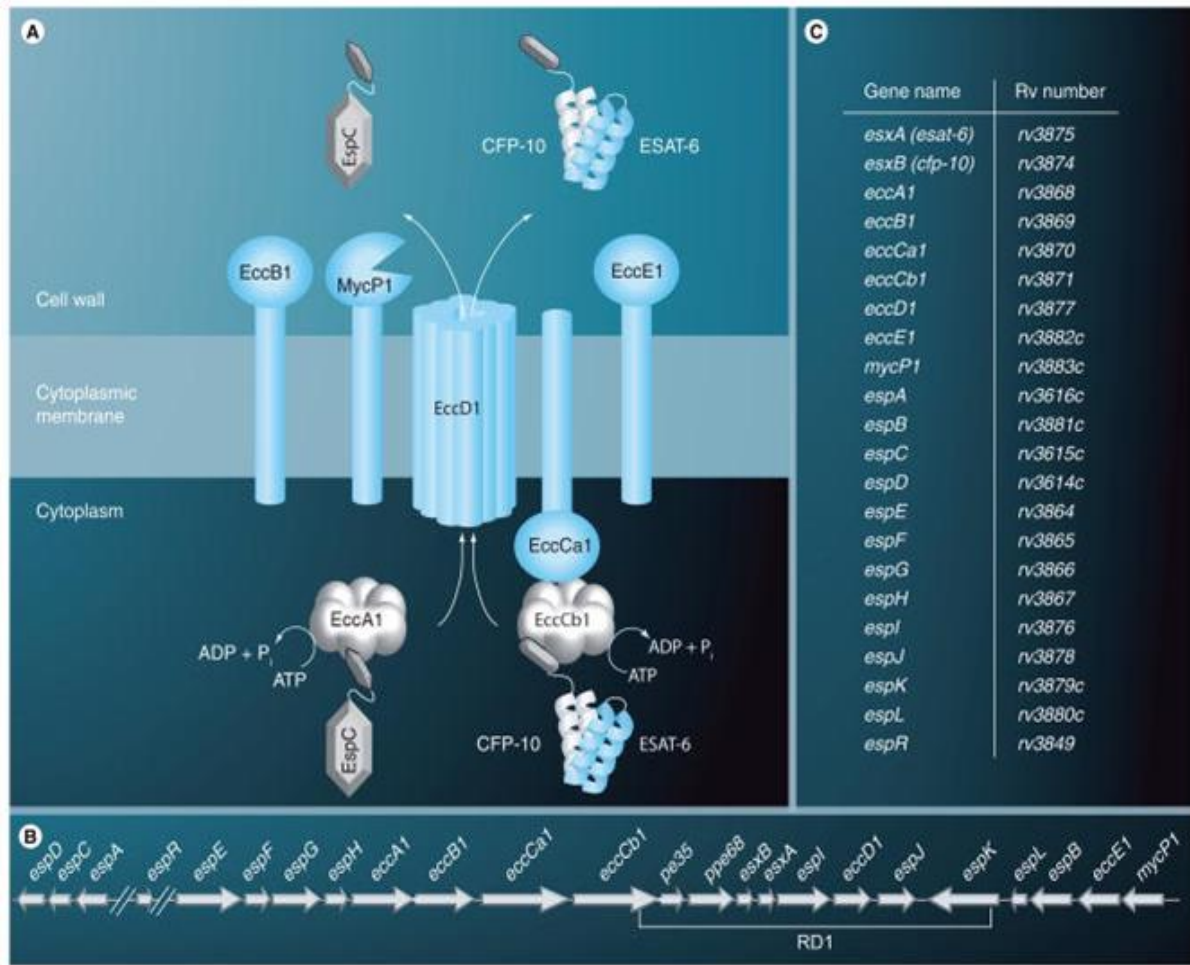 A
EspC
CFP-10
ESAT-6
EccB1
MycP1
EccE1
Cell wall
Cytoplasmic
membrane
EccD1
Cytoplasm
EccCa1
EccA1
EccCb1
ADP + Pi
ATP
ADP + Pi
ATP
EspC
CFP-10
ESAT-6
C
Gene name Rv number
esxA (esat-6) rv3875
esxB (cfp-10) rv3874
eccA1 rv3868
eccB1 rv3869
eccCa1 rv3870
eccCb1 rv3871
eccD1 rv3877
eccE1 rv3882c
mycP1 rv3883c
espA rv3616c
espB rv3881c
espC rv3615c
espD rv3614c
espE rv3864
espF rv3865
espG rv3866
espH rv3867
espI rv3876
espJ rv3878
espK rv3879c
espL rv3880c
espR rv3849
B
espD espC espA espR espE espF espG espH eccA1 eccB1 eccCa1 eccCb1 pe35 ppe68 esxB esxA espI eccD1 espJ espK espL espB eccE1 mycP1
RD1